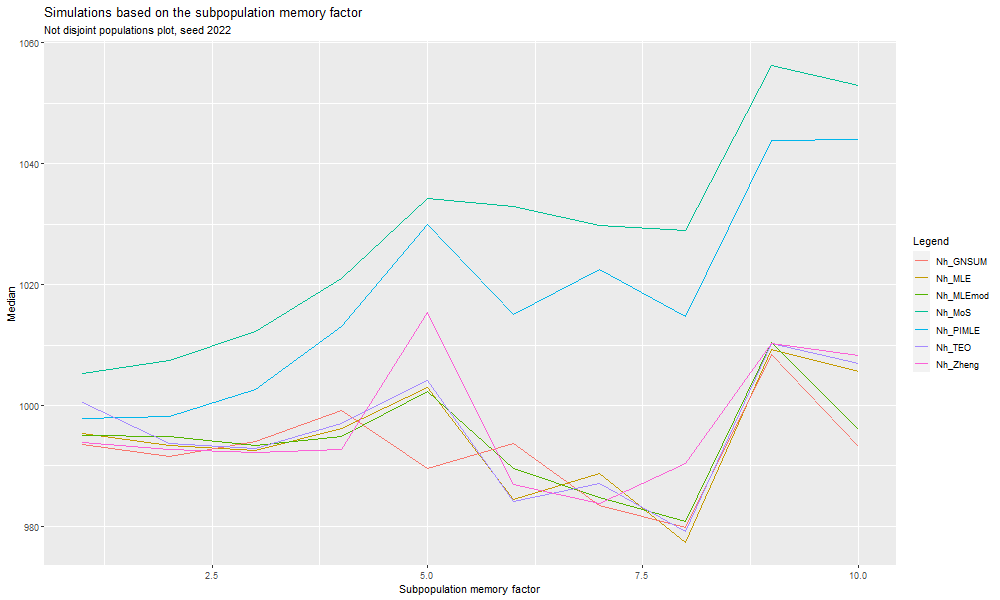 Simulations based on the subpopulation memory factor
Not disjoint populations plot, seed 2022
1060
1040
1020
1000
980
Median
2.5
5.0
7.5
10.0
Subpopulation memory factor
Legend
Nh_GNSUM
Nh_MLE
Nh_MLEmod
Nh_MoS
Nh_PIMLE
Nh_TEO
Nh_Zheng